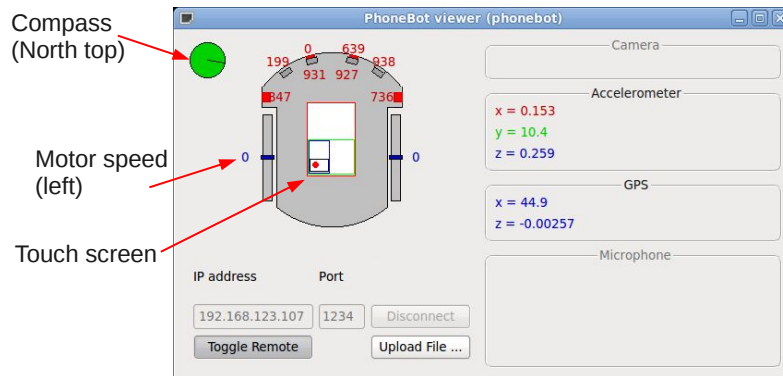 Compass
(North top)
Motor speed
(left)
Touch screen
PhoneBot viewer (phonebot)
0 639
199 938
931 927
847 736
0 0
IP address Port
192.168.123.107 1234 Disconnect
Toggle Remote Upload File ...
Camera
Accelerometer
x = 0.153
y = 10.4
z = 0.259
GPS
x = 44.9
z = -0.00257
Microphone